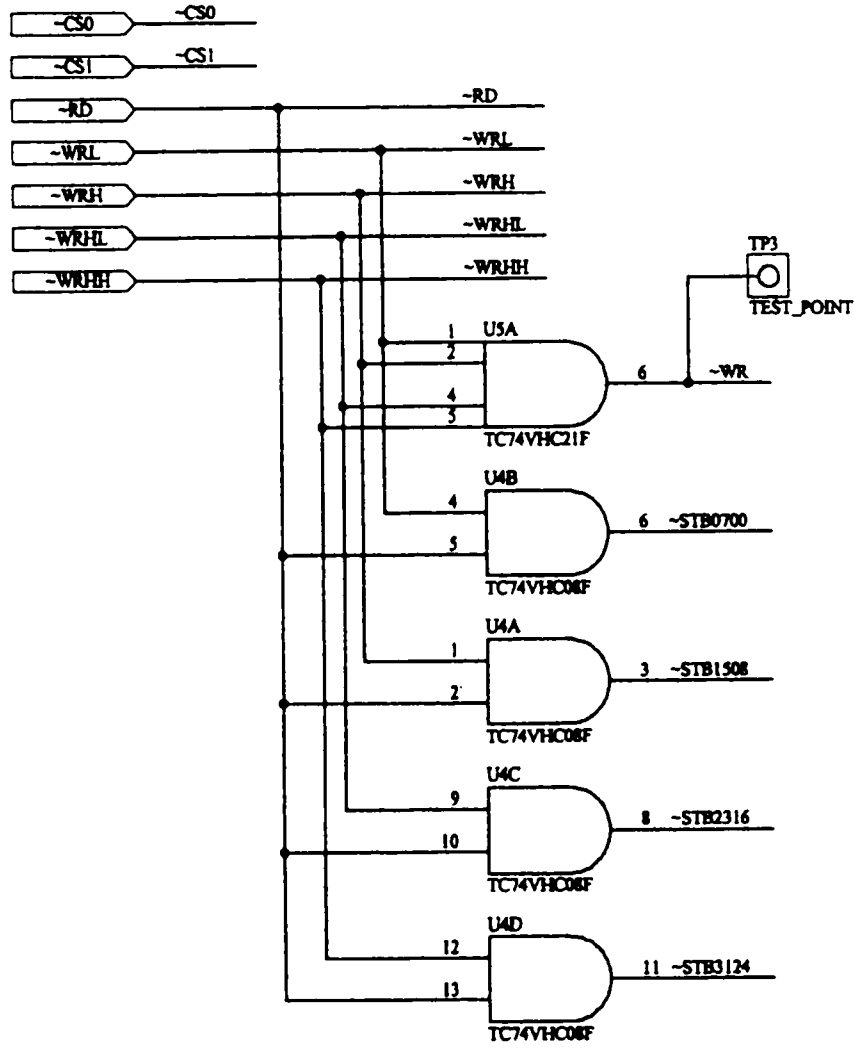 ~CS0 ~CS0
~CS1 ~CS1
~RD ~RD
~WRL ~WRL
~WRH ~WRH
~WRHL ~WRHL
~WRHH ~WRHH
TP3
TEST_POINT
U5A
1
2
4
5
6 ~WR
TC74VHC21F
U4B
4
5
6 ~STB0700
TC74VHC08F
U4A
1
2
3 ~STB1508
TC74VHC08F
U4C
9
10
8 ~STB2316
TC74VHC08F
U4D
12
13
11 ~STB3124
TC74VHC08F